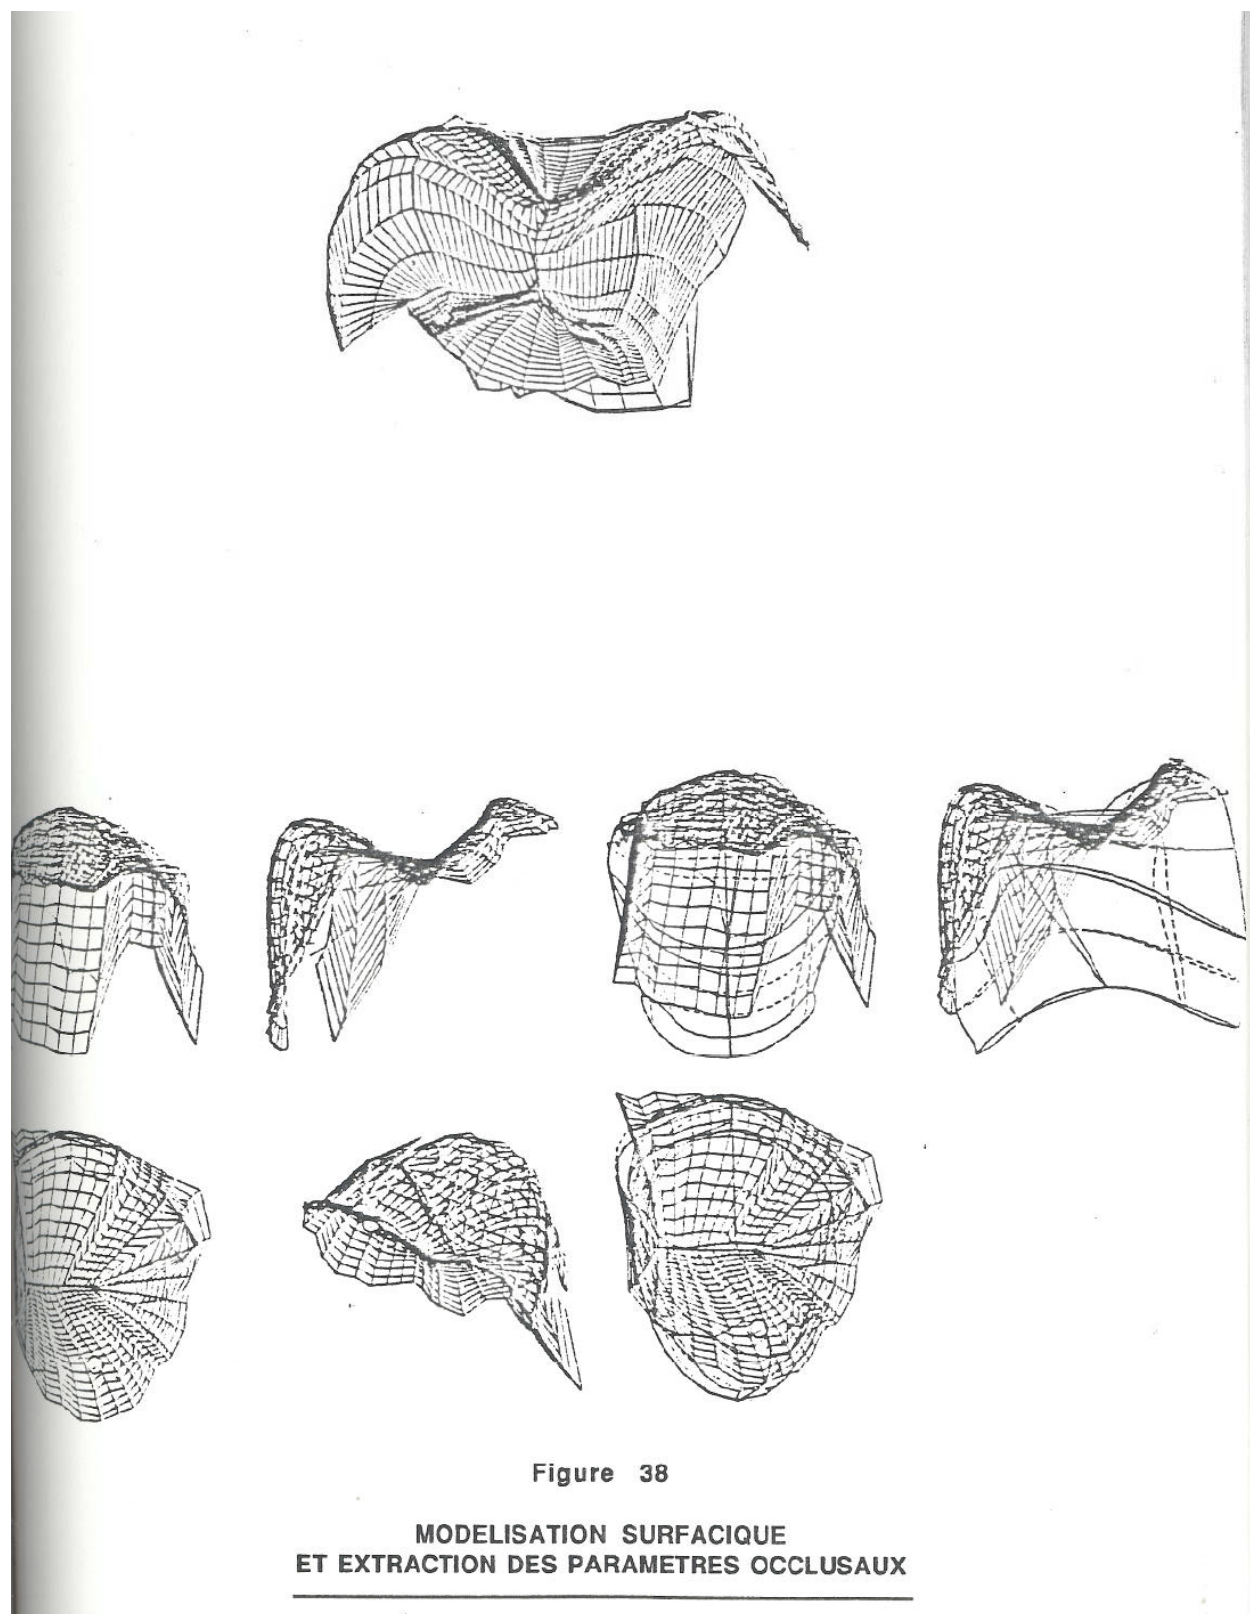 Figure 38
MODELISATION SURFACIQUE
ET EXTRACTION DES PARAMETRES OCCLUSAUX